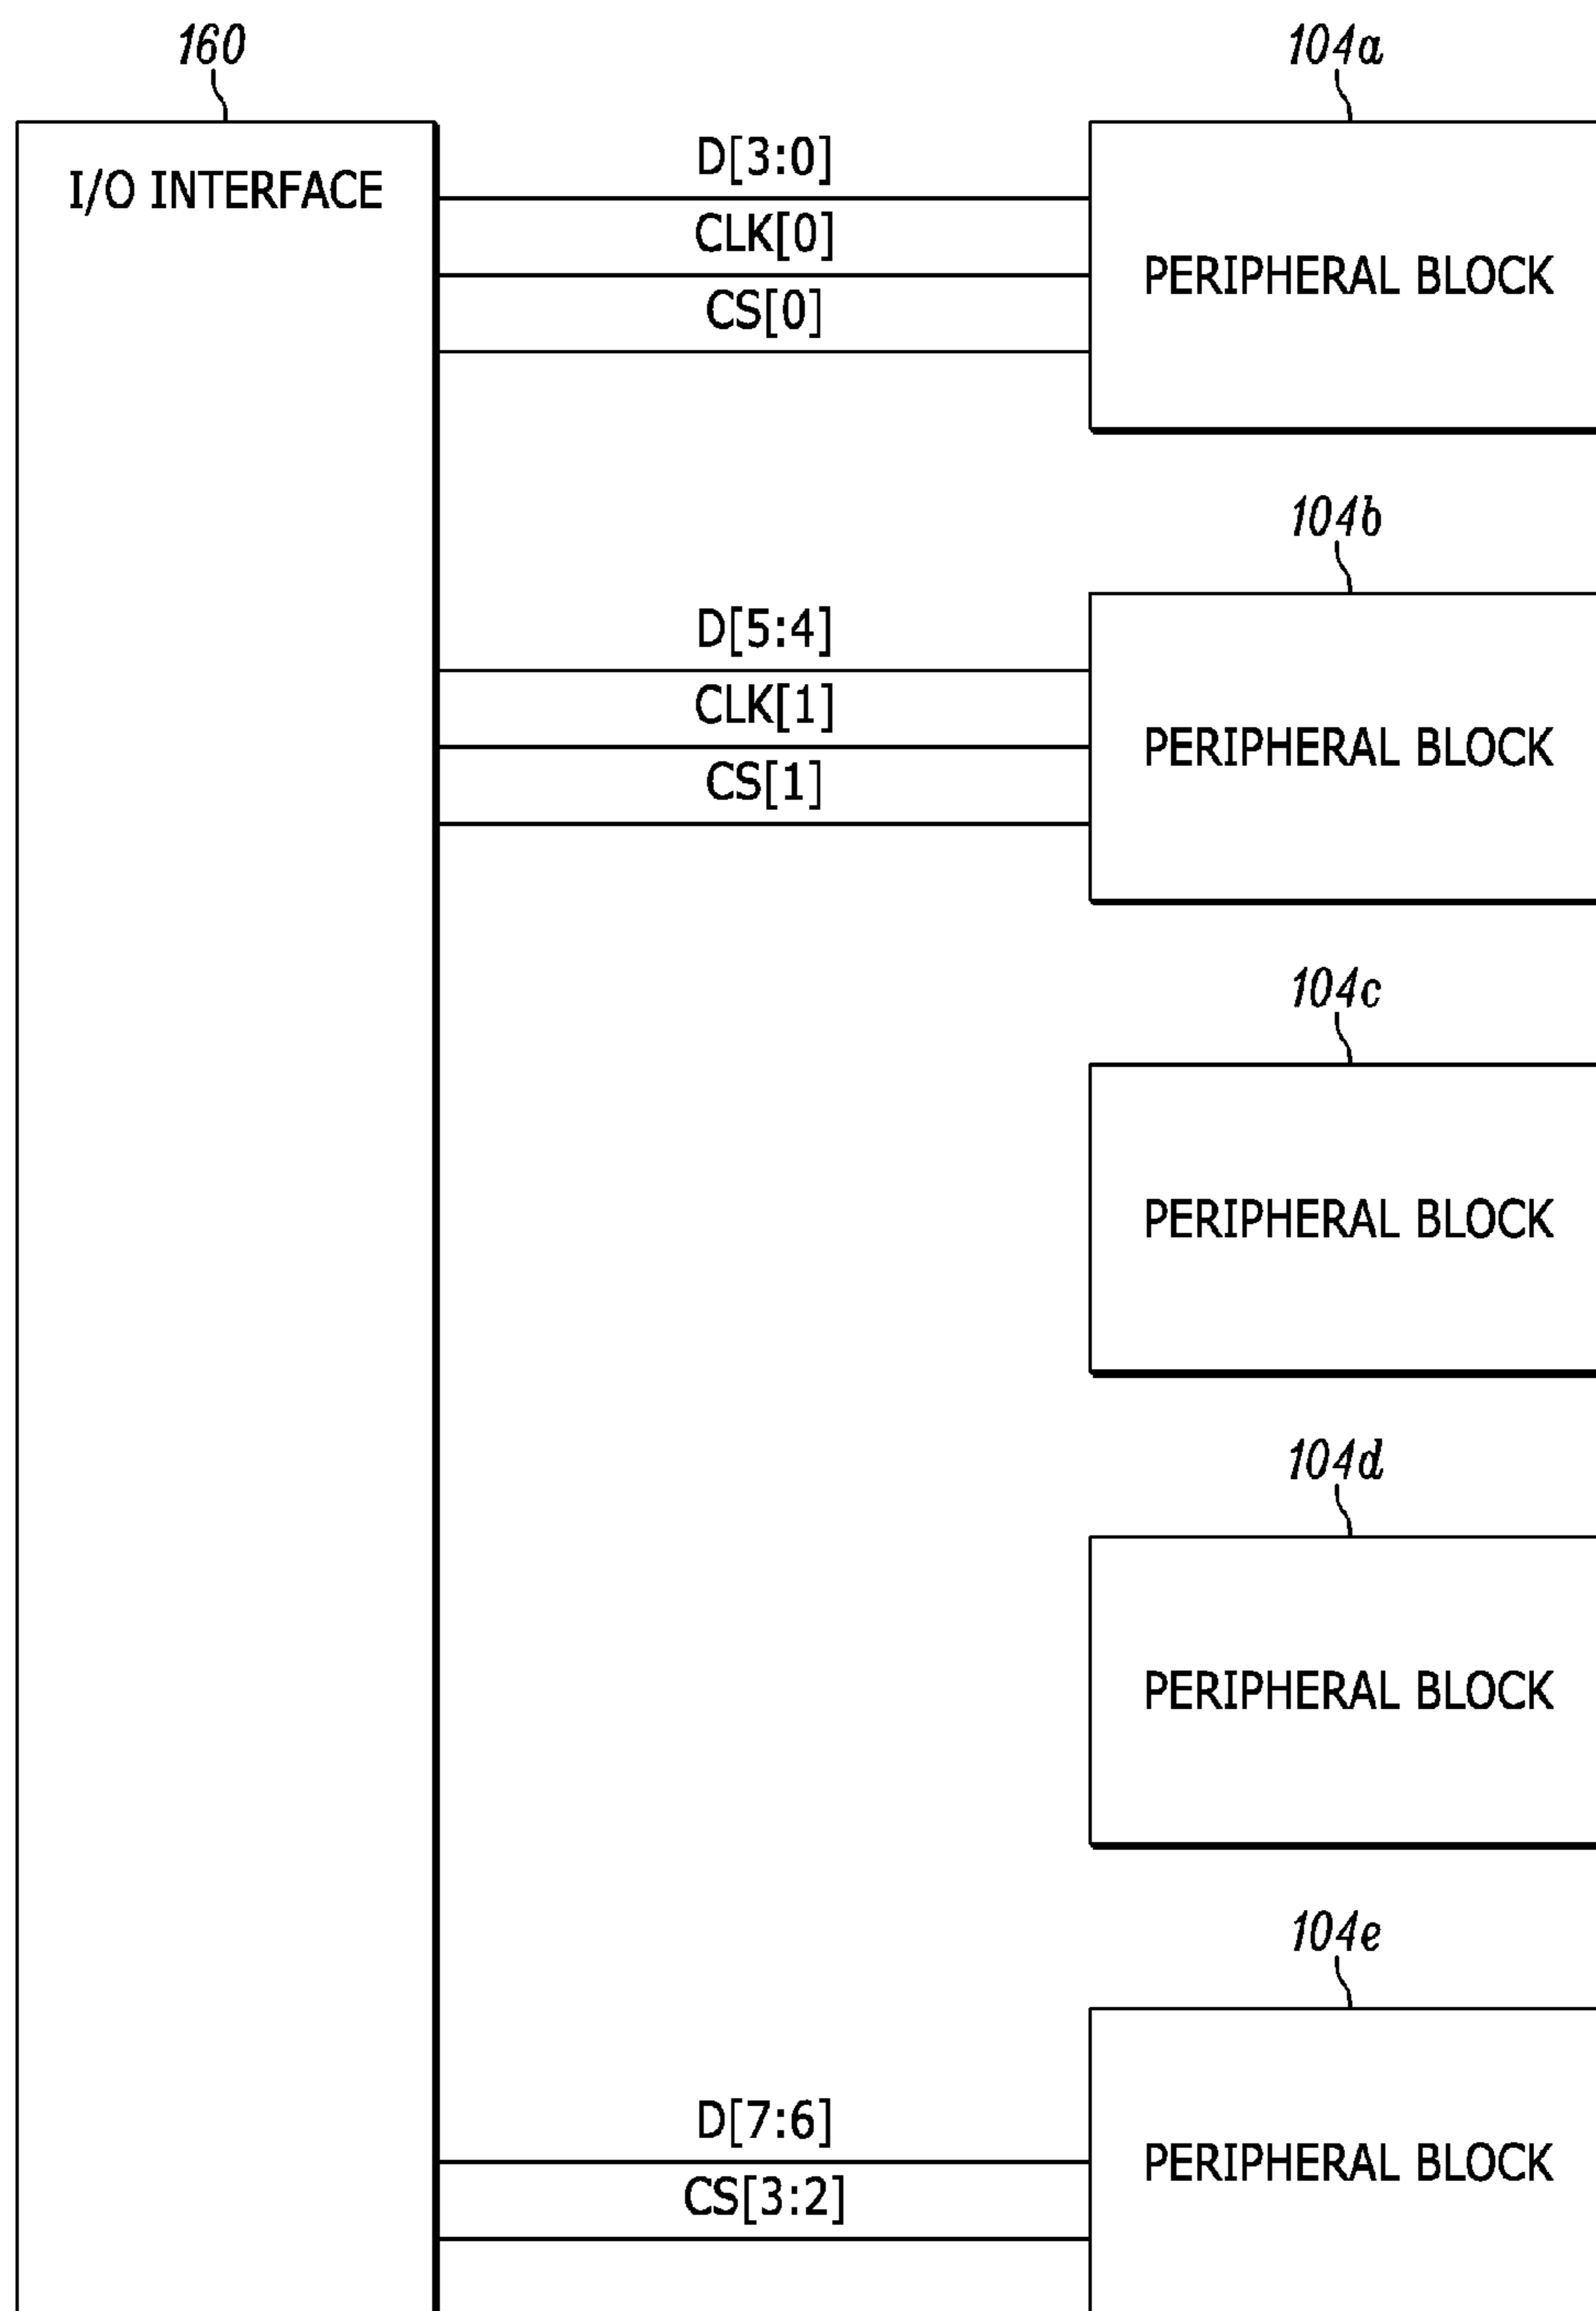 160
104a
I/O INTERFACE
D[3:0]
CLK[0]
CS[0]
PERIPHERAL BLOCK
104b
D[5:4]
CLK[1]
CS[1]
PERIPHERAL BLOCK
104c
PERIPHERAL BLOCK
104d
PERIPHERAL BLOCK
104e
D[7:6]
CS[3:2]
PERIPHERAL BLOCK